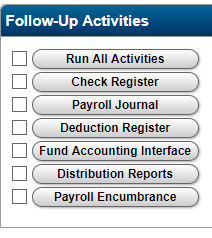 Follow-Up Activities
Run All Activities
Check Register
Payroll Journal
Deduction Register
Fund Accounting Interface
Distribution Reports
Payroll Encumbrance